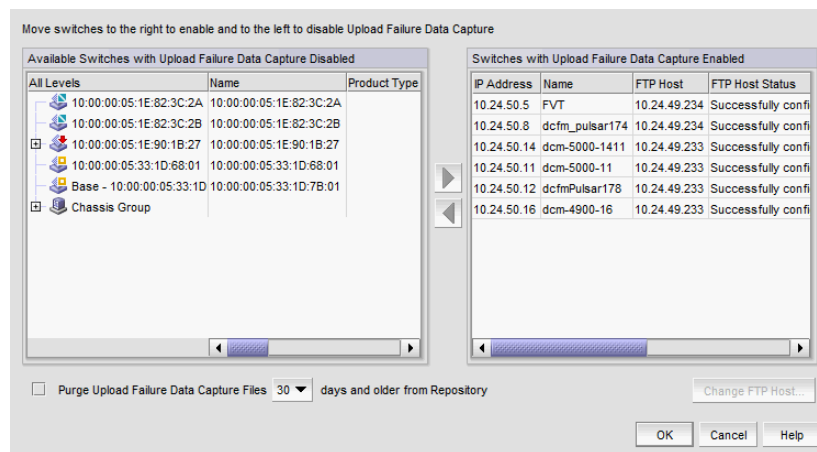 Move switches to the right to enable and to the left to disable Upload Failure Data Capture
Available Switches with Upload Failure Data Capture Disabled
All Levels Name Product Type
10:00:00:05:1E:82:3C:2A 10:00:00:05:1E:82:3C:2A
10:00:00:05:1E:82:3C:2B 10:00:00:05:1E:82:3C:2B
10:00:00:05:1E:90:1B:27 10:00:00:05:1E:90:1B:27
10:00:00:05:33:1D:68:01 10:00:00:05:33:1D:68:01
Base - 10:00:00:05:33:1D 10:00:00:05:33:1D:7B:01
Chassis Group
Switches with Upload Failure Data Capture Enabled
IP Address Name FTP Host FTP Host Status
10.24.50.5 FVT 10.24.49.234 Successfully confi
10.24.50.8 dcfm_pulsar174 10.24.49.234 Successfully confi
10.24.50.14 dcm-5000-1411 10.24.49.233 Successfully confi
10.24.50.11 dcm-5000-11 10.24.49.233 Successfully confi
10.24.50.12 dcfmPulsar178 10.24.49.233 Successfully confi
10.24.50.16 dcm-4900-16 10.24.49.233 Successfully confi
Purge Upload Failure Data Capture Files 30 days and older from Repository
Change FTP Host...
OK Cancel Help